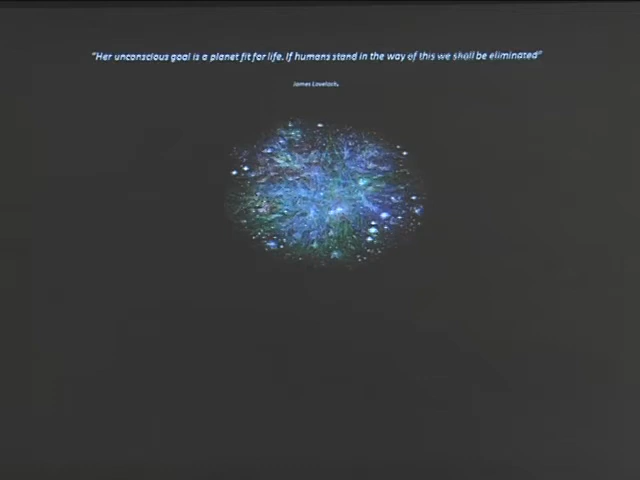 "Her unconscious goal is a planet fit for life. If humans stand in the way of this we shall be eliminated"
James Lovelock.